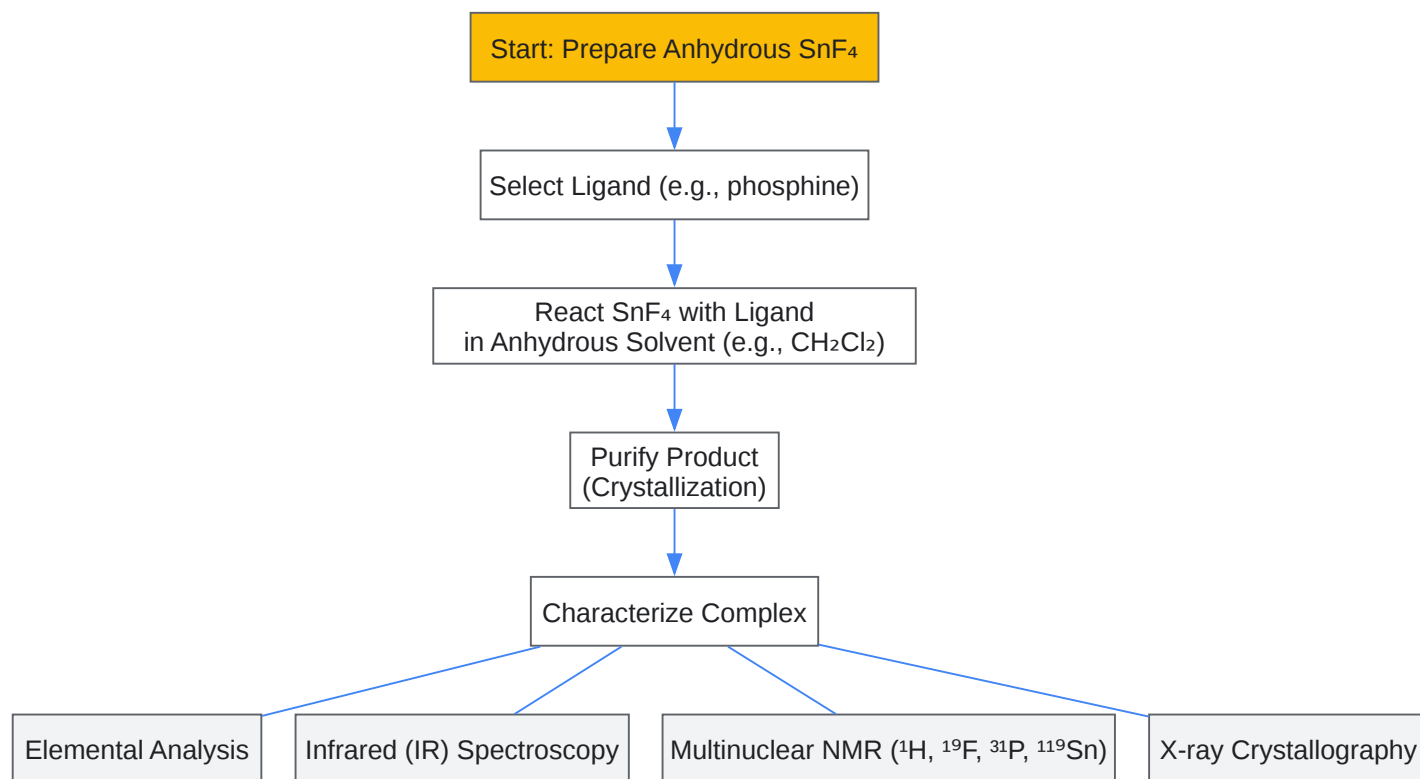 Start: Prepare Anhydrous SnF₄
Select Ligand (e.g., phosphine)
React SnF₄ with Ligand
in Anhydrous Solvent (e.g., CH₂Cl₂)
Purify Product
(Crystallization)
Characterize Complex
Elemental Analysis
Infrared (IR) Spectroscopy
Multinuclear NMR (¹H, ¹⁹F, ³¹P, ¹¹⁹Sn)
X-ray Crystallography